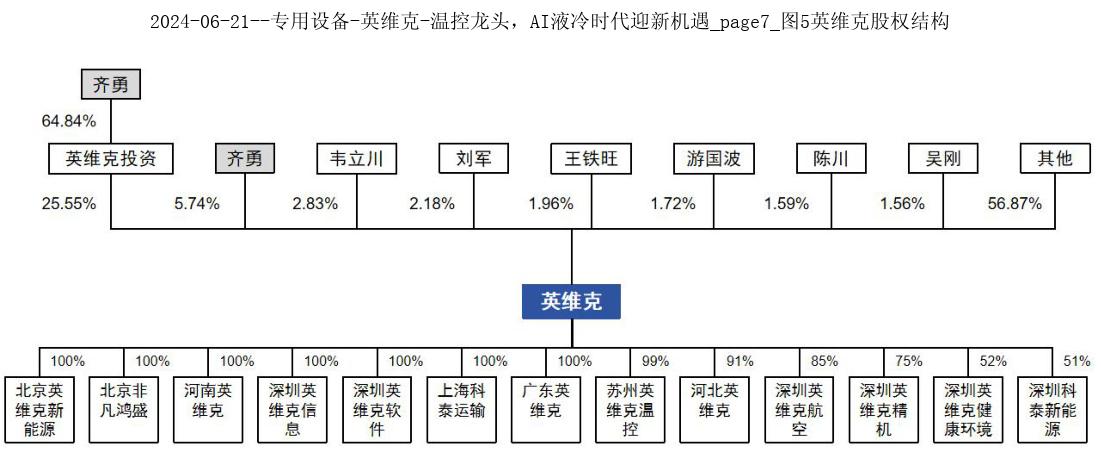 2024-06-21--专用设备-英维克-温控龙头，AI液冷时代迎新机遇_page7_图5英维克股权结构
齐勇
64.84%
英维克投资
齐勇
韦立川
刘军
王铁旺
游国波
陈川
吴刚
其他
25.55%
5.74%
2.83%
2.18%
1.96%
1.72%
1.59%
1.56%
56.87%
英维克
100%
100%
100%
100%
100%
100%
100%
99%
91%
85%
75%
52%
51%
北京英
维克新
能源
北京非
凡鸿盛
河南英
维克
深圳英
维克信
息
深圳英
维克软
件
上海科
泰运输
广东英
维克
苏州英
维克温
控
河北英
维克
深圳英
维克航
空
深圳英
维克精
机
深圳英
维克健
康环境
深圳科
泰新能
源